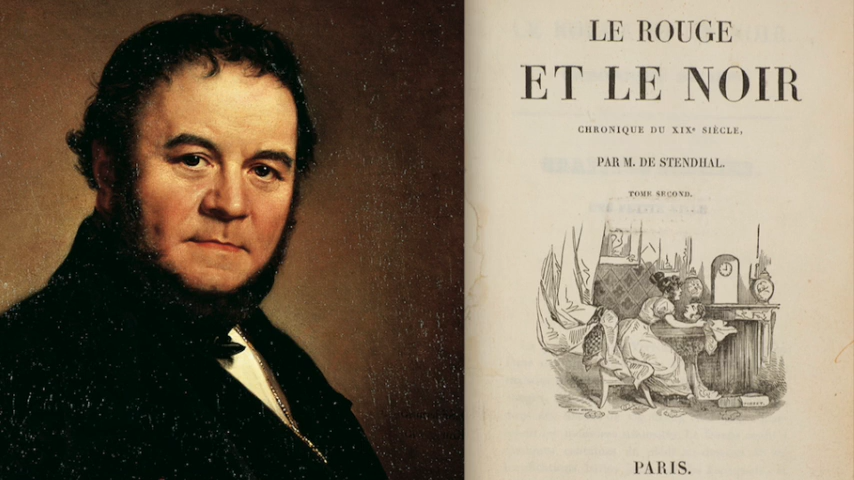 LE ROUGE
ET LE NOIR
CHRONIQUE DU XIXᵉ SIÈCLE,
PAR M. DE STENDHAL.
TOME SECOND.
PARIS.